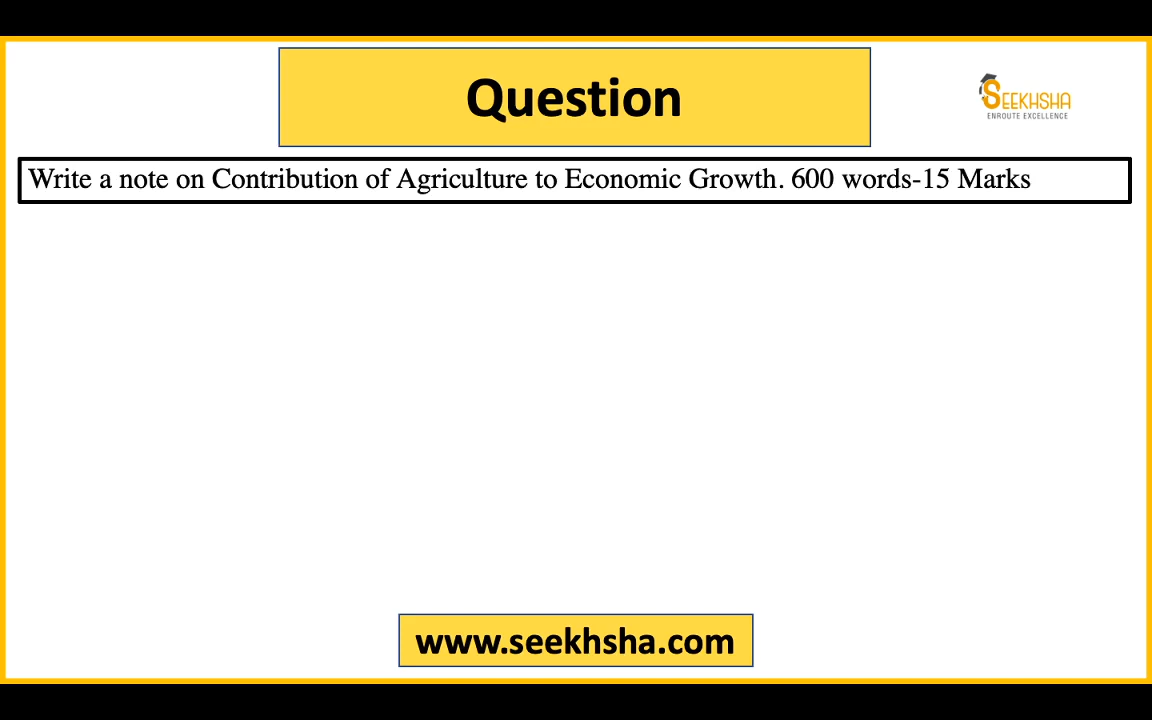 Question
SEEKHSHA
ENROUTE EXCELLENCE
Write a note on Contribution of Agriculture to Economic Growth. 600 words-15 Marks
www.seekhsha.com